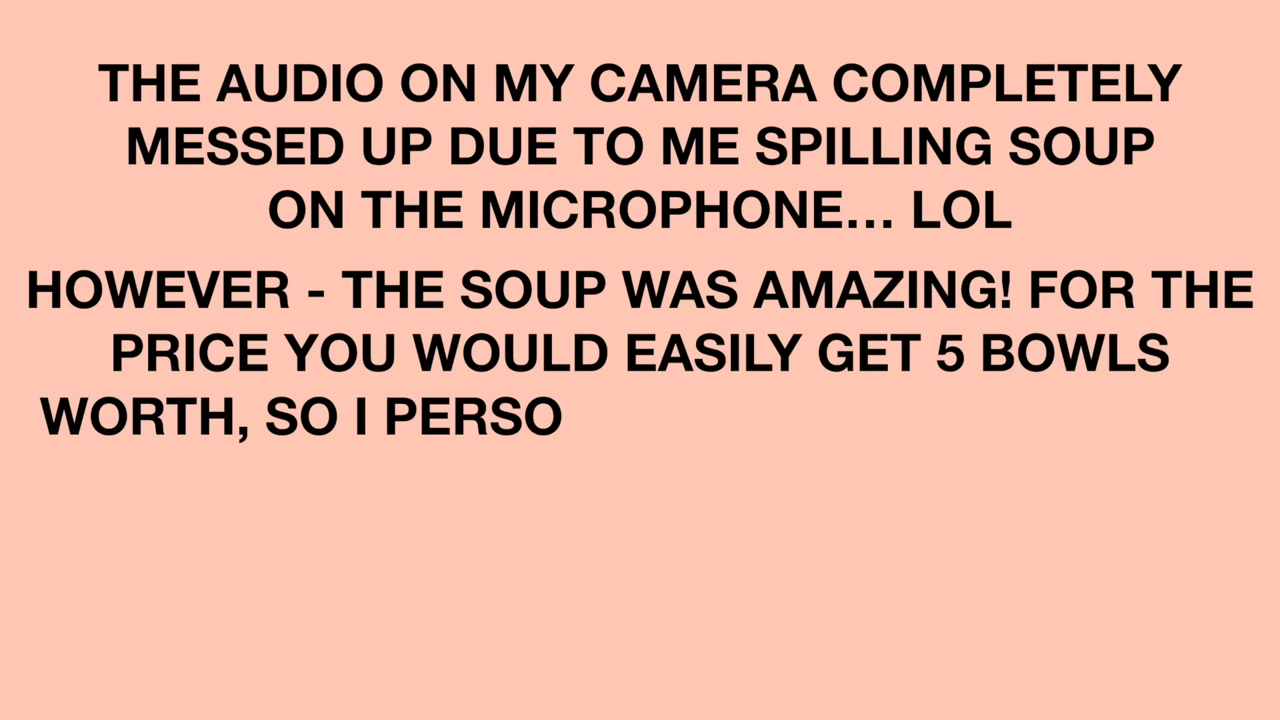 THE AUDIO ON MY CAMERA COMPLETELY
MESSED UP DUE TO ME SPILLING SOUP
ON THE MICROPHONE... LOL
HOWEVER - THE SOUP WAS AMAZING! FOR THE
PRICE YOU WOULD EASILY GET 5 BOWLS
WORTH, SO I PERSO